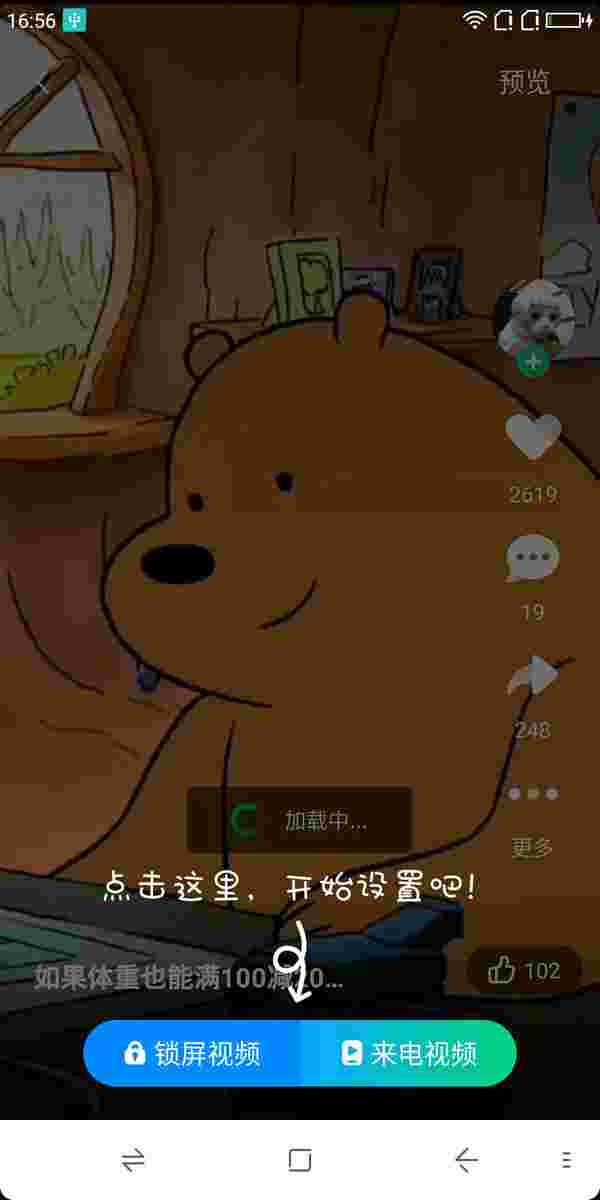 16:56
预览
2619
19
248
加载中...
更多
点击这里，开始设置吧!
如果体重也能满100减20...
102
锁屏视频
来电视频